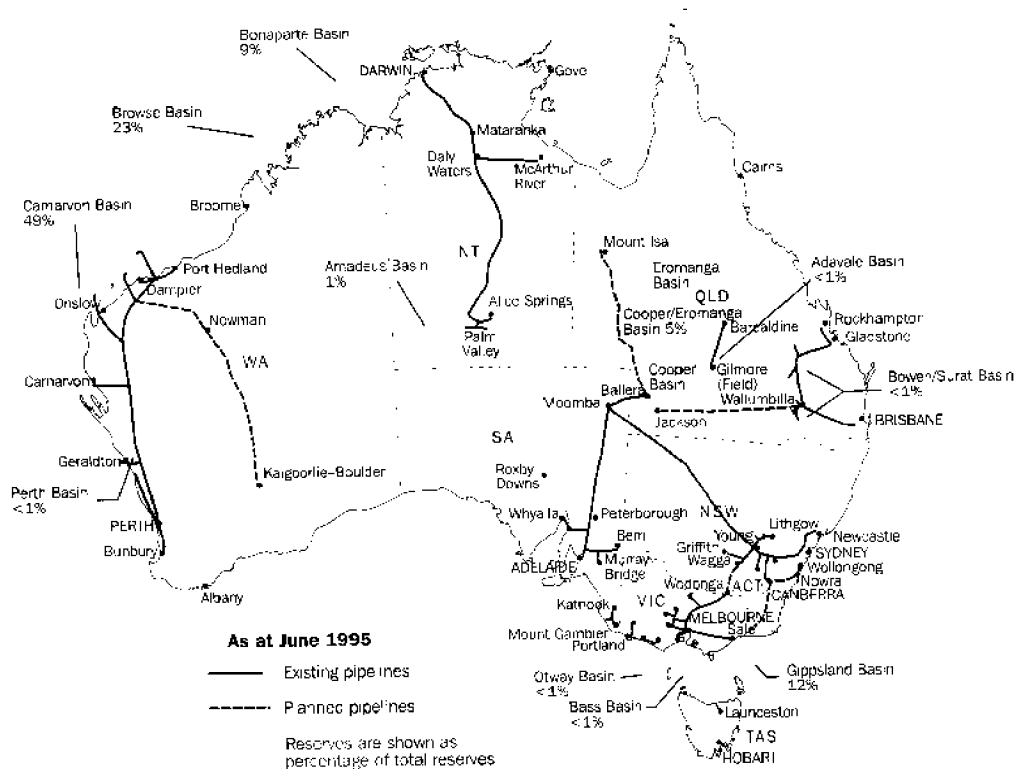 Bonaparte Basin
9%
DARWIN
Gove
Browse Basin
23%
Mataranka
Daly
Waters
McArthur
River
Cairns
Carnarvon Basin
49%
Broome
Mount Isa
NT
Port Hedland
Amadeus Basin
1%
Eromanga
Basin
Adavale Basin
<1%
Dampier
QLD
Onslow
Alice Springs
Cooper/Eromanga
Basin 5%
Barcaldine
Rockhampton
Gladstone
Newman
Palm
Valley
WA
Cooper
Basin
Gilmore
(Field)
Bowen/Surat Basin
<1%
Carnarvon
Ballera
Wallumbilla
Moomba
Jackson
BRISBANE
SA
Geraldton
Roxby
Downs
Kalgoorlie-Boulder
Perth Basin
<1%
Whyalla
Peterborough
NSW
Lithgow
PERTH
Young
Newcastle
Bunbury
Berri
Griffith
SYDNEY
ADELAIDE
Murray
Bridge
Wagga
Wollongong
Nowra
Albany
Wodonga
ACT
CANBERRA
Katnook
VIC
MELBOURNE
Mount Gambier
Sale
Portland
As at June 1995
Existing pipelines
Otway Basin
<1%
Gippsland Basin
12%
Bass Basin
<1%
Planned pipelines
Launceston
TAS
HOBART
Reserves are shown as
percentage of total reserves